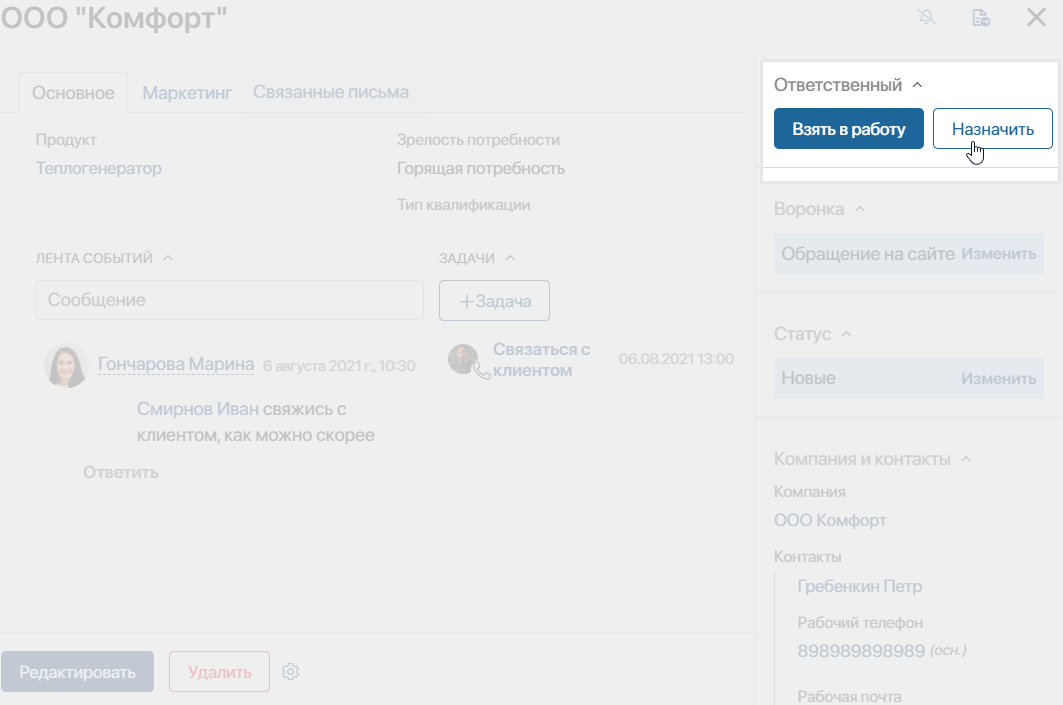 ООО "Комфорт"
Основное
Маркетинг
Связанные письма
Продукт
Теплогенератор
Зрелость потребности
Горящая потребность
Тип квалификации
ЛЕНТА СОБЫТИЙ
Сообщение
Гончарова Марина 6 августа 2021 г., 10:30
Смирнов Иван свяжись с
клиентом, как можно скорее
Ответить
ЗАДАЧИ
+Задача
Связаться с
клиентом
06.08.2021 13:00
Редактировать
Удалить
Ответственный
Взять в работу
Назначить
Воронка
Обращение на сайте Изменить
Статус
Новые Изменить
Компания и контакты
Компания
ООО Комфорт
Контакты
Гребенкин Петр
Рабочий телефон
898989898989 (осн.)
Рабочая почта